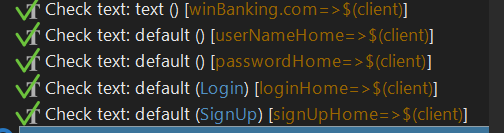 Check text: text () [winBanking.com=>$(client)]
Check text: default () [userNameHome=>$(client)]
Check text: default () [passwordHome=>$(client)]
Check text: default (Login) [loginHome=>$(client)]
Check text: default (SignUp) [signUpHome=>$(client)]